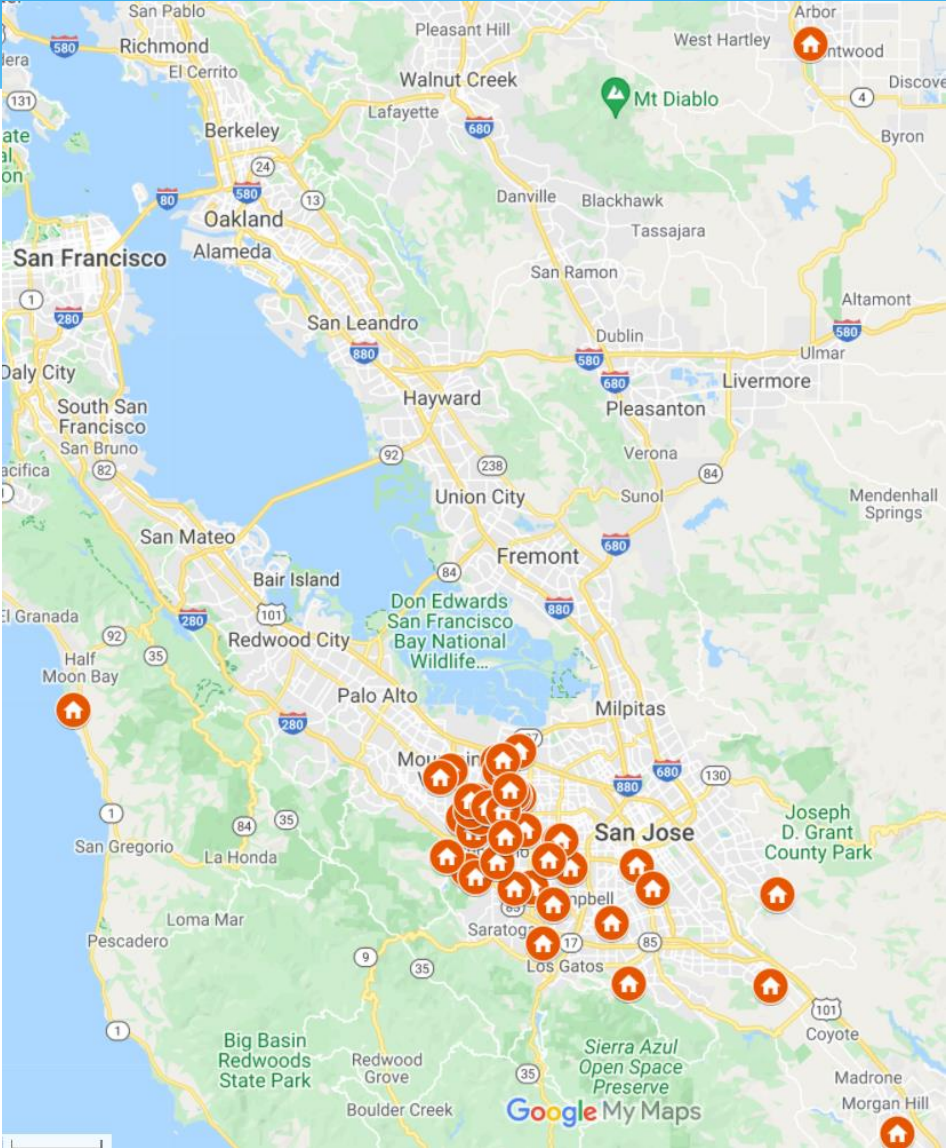 San Pablo
Pleasant Hill
Arbor
580
Richmond
West Hartley
ntwood
El Cerrito
Walnut Creek
Discove
131
Mt Diablo
4
Lafayette
Berkeley
680
Byron
ate
al
on
24
80
580
13
Danville
Blackhawk
Oakland
Tassajara
Alameda
San Francisco
San Ramon
1
280
Altamont
San Leandro
Dublin
580
880
580
Ulmar
Daly City
680
Livermore
Hayward
South San
Francisco
Pleasanton
San Bruno
92
Verona
acifica
82
238
84
Union City
Sunol
Mendenhall
Springs
San Mateo
680
Fremont
84
Bair Island
Don Edwards
San Francisco
Bay National
Wildlife...
880
El Granada
280
101
92
Redwood City
35
Half
Moon Bay
Palo Alto
280
Milpitas
Mou
680
130
880
1
84
35
San Jose
Joseph
D. Grant
County Park
San Gregorio
La Honda
mpbell
Loma Mar
85
Saratoga
Pescadero
17
85
9
35
Los Gatos
101
1
Coyote
Big Basin
Redwoods
State Park
Redwood
Grove
Sierra Azul
Open Space
Preserve
35
Madrone
Boulder Creek
Google My Maps
Morgan Hill